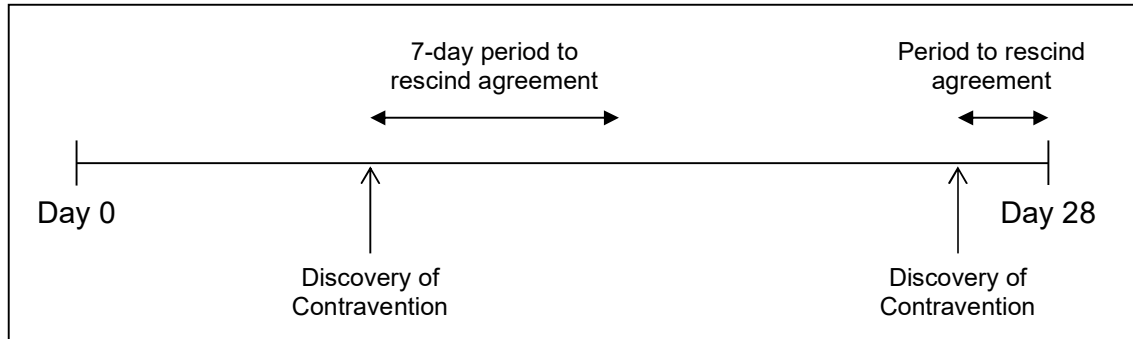 7-day period to
rescind agreement
Period to rescind
agreement
Day 0
Day 28
Discovery of
Contravention
Discovery of
Contravention